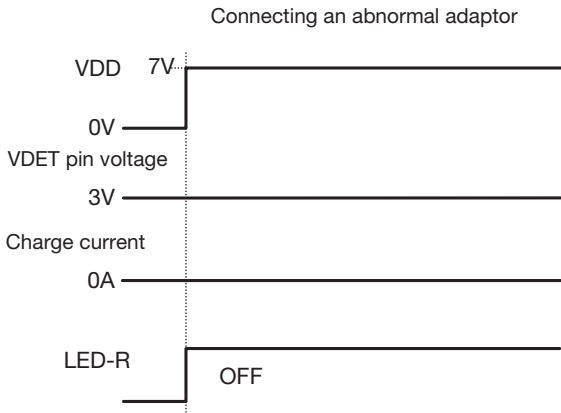 Connecting an abnormal adaptor
VDD 7V
0V
VDET pin voltage
3V
Charge current
0A
LED-R
OFF